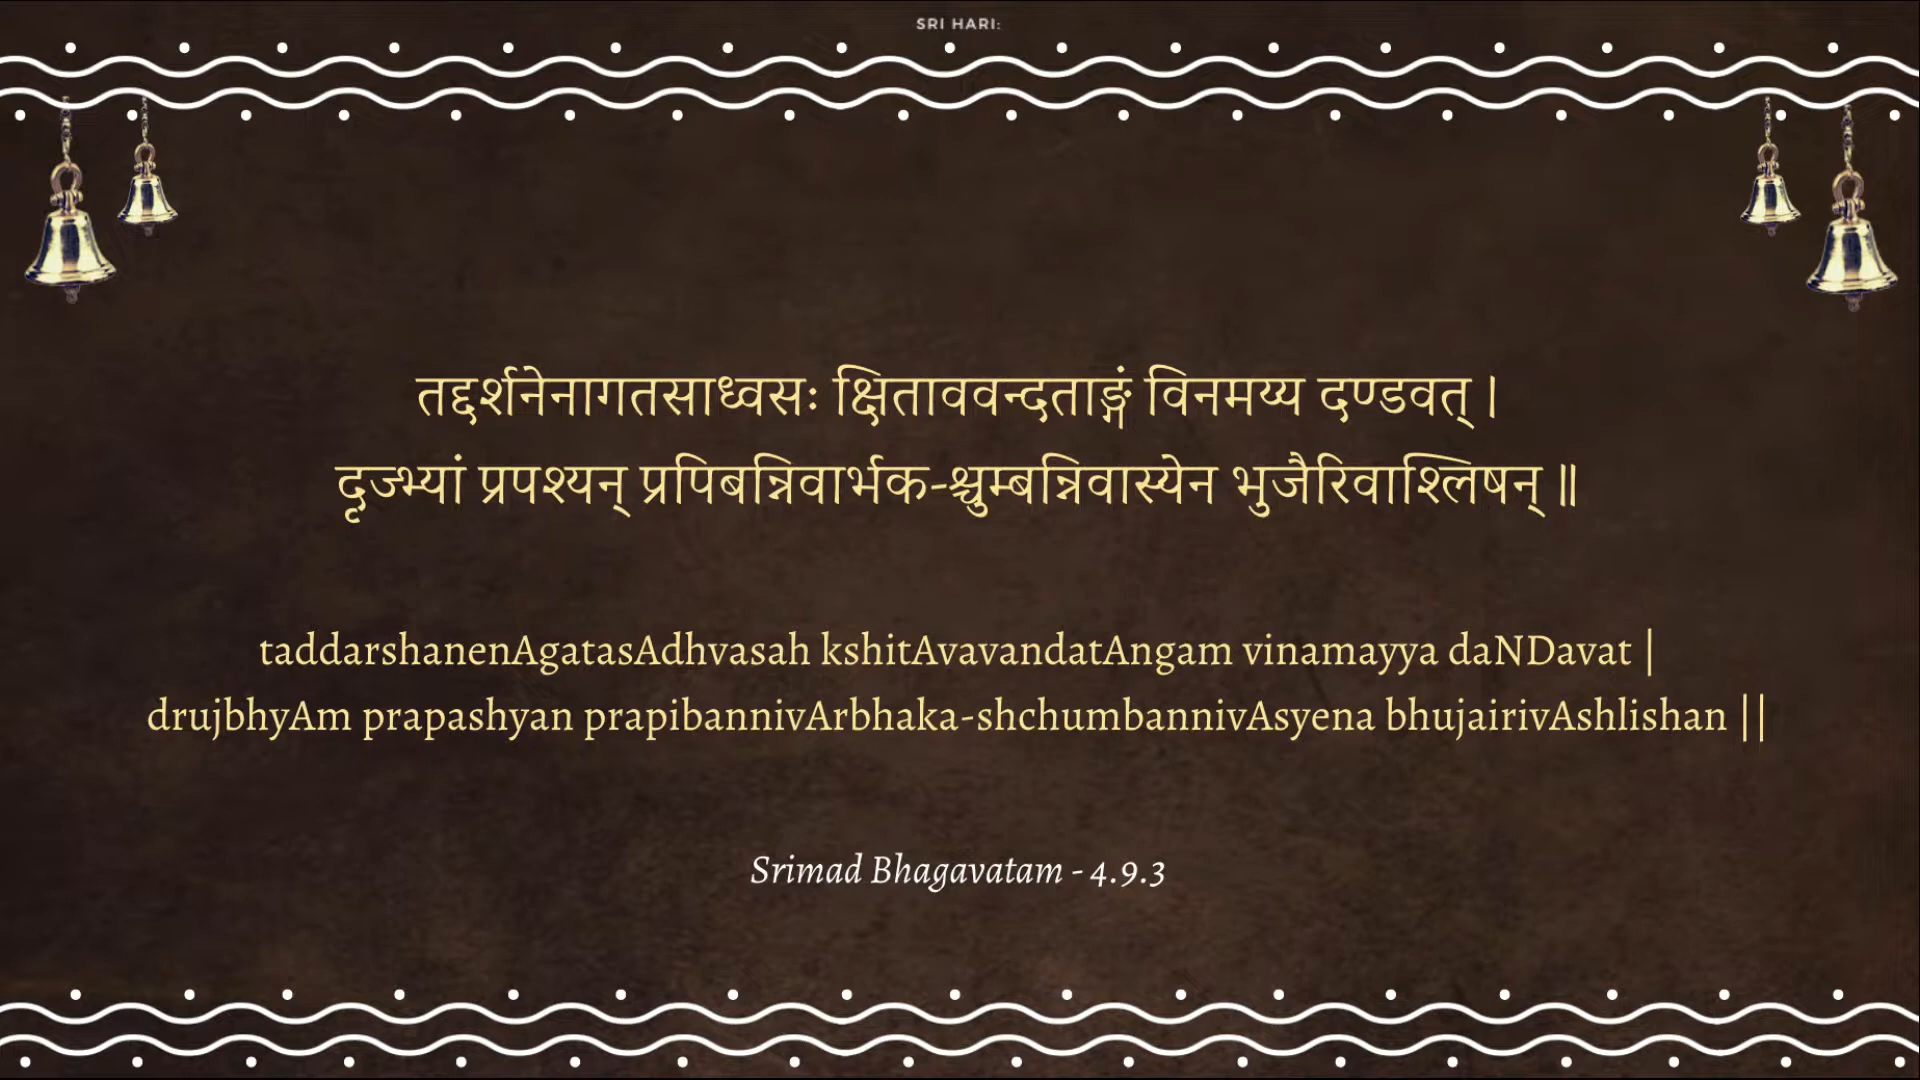 SRI HARI:
तद्दर्शनेनागतसाध्वसः क्षिताववन्दताङ्गं विनमय्य दण्डवत् ।
दृग्भ्यां प्रपश्यन् प्रपिबन्निवार्भक-श्चुम्बन्निवास्येन भुजैरिवाश्लिषन् ॥
taddarshanenAgatasAdhvasah kshitAvavandatAngam vinamayya daNDavat |
drujbhyAm prapashyan prapibannivArbhaka-shchumbannivAsyena bhujairivAshlishan ||
Srimad Bhagavatam - 4.9.3